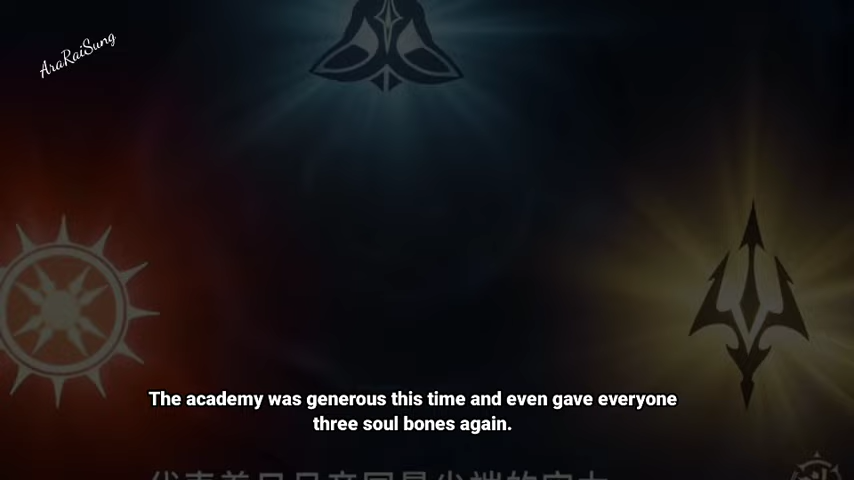 AraRaiSung
The academy was generous this time and even gave everyone
three soul bones again.